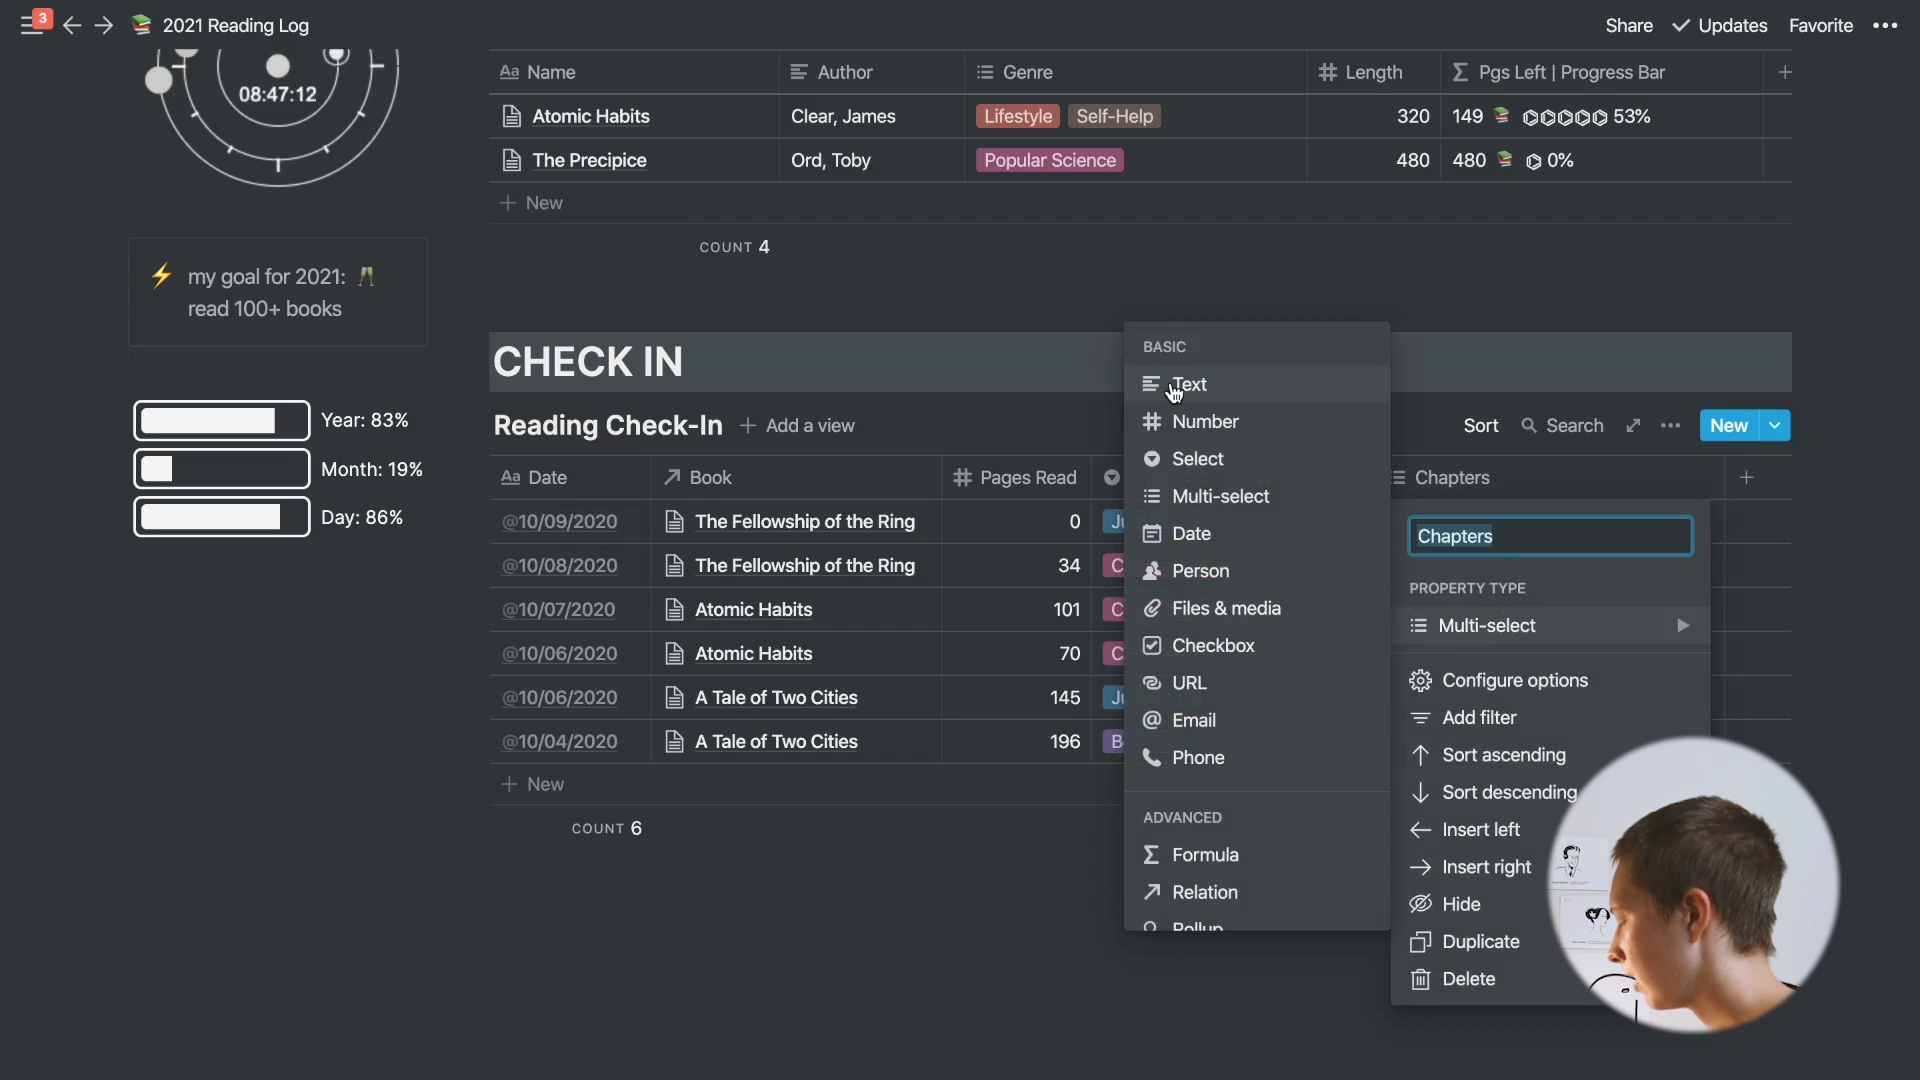 3
2021 Reading Log
Share
Updates
Favorite
08:47:12
my goal for 2021:
read 100+ books
Year: 83%
Month: 19%
Day: 86%
Aa Name Author Genre # Length Σ Pgs Left | Progress Bar +
Atomic Habits Clear, James Lifestyle Self-Help 320 149 53%
The Precipice Ord, Toby Popular Science 480 480 0%
+ New
COUNT 4
CHECK IN
Reading Check-In + Add a view Sort Search New
Aa Date Book # Pages Read Chapters +
@10/09/2020 The Fellowship of the Ring 0
@10/08/2020 The Fellowship of the Ring 34
@10/07/2020 Atomic Habits 101
@10/06/2020 Atomic Habits 70
@10/06/2020 A Tale of Two Cities 145
@10/04/2020 A Tale of Two Cities 196
+ New
COUNT 6
BASIC
Text
Number
Select
Multi-select
Date
Person
Files & media
Checkbox
URL
Email
Phone
ADVANCED
Formula
Relation
Rollup
Chapters
PROPERTY TYPE
Multi-select
Configure options
Add filter
Sort ascending
Sort descending
Insert left
Insert right
Hide
Duplicate
Delete